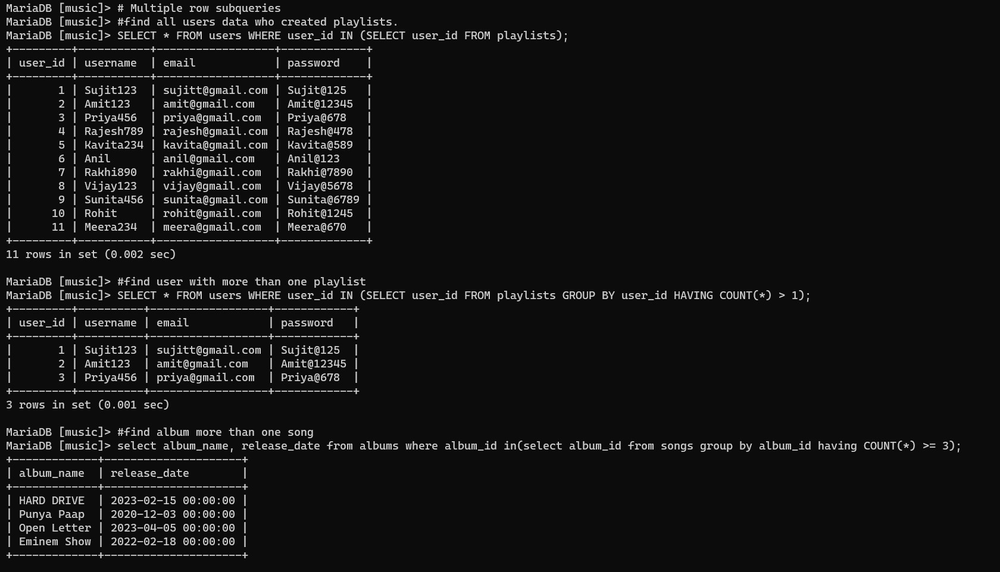 MariaDB [music]> # Multiple row subqueries
MariaDB [music]> #find all users data who created playlists.
MariaDB [music]> SELECT * FROM users WHERE user_id IN (SELECT user_id FROM playlists);
+---------+-----------+------------------+-------------+
| user_id | username  | email            | password    |
+---------+-----------+------------------+-------------+
|       1 | Sujit123  | sujitt@gmail.com | Sujit@125   |
|       2 | Amit123   | amit@gmail.com   | Amit@12345  |
|       3 | Priya456  | priya@gmail.com  | Priya@678   |
|       4 | Rajesh789 | rajesh@gmail.com | Rajesh@478  |
|       5 | Kavita234 | kavita@gmail.com | Kavita@589  |
|       6 | Anil      | anil@gmail.com   | Anil@123    |
|       7 | Rakhi890  | rakhi@gmail.com  | Rakhi@7890  |
|       8 | Vijay123  | vijay@gmail.com  | Vijay@5678  |
|       9 | Sunita456 | sunita@gmail.com | Sunita@6789 |
|      10 | Rohit     | rohit@gmail.com  | Rohit@1245  |
|      11 | Meera234  | meera@gmail.com  | Meera@670   |
+---------+-----------+------------------+-------------+
11 rows in set (0.002 sec)

MariaDB [music]> #find user with more than one playlist
MariaDB [music]> SELECT * FROM users WHERE user_id IN (SELECT user_id FROM playlists GROUP BY user_id HAVING COUNT(*) > 1);
+---------+----------+------------------+------------+
| user_id | username | email            | password   |
+---------+----------+------------------+------------+
|       1 | Sujit123 | sujitt@gmail.com | Sujit@125  |
|       2 | Amit123  | amit@gmail.com   | Amit@12345 |
|       3 | Priya456 | priya@gmail.com  | Priya@678  |
+---------+----------+------------------+------------+
3 rows in set (0.001 sec)

MariaDB [music]> #find album more than one song
MariaDB [music]> select album_name, release_date from albums where album_id in(select album_id from songs group by album_id having COUNT(*) >= 3);
+-------------+---------------------+
| album_name  | release_date        |
+-------------+---------------------+
| HARD DRIVE  | 2023-02-15 00:00:00 |
| Punya Paap  | 2020-12-03 00:00:00 |
| Open Letter | 2023-04-05 00:00:00 |
| Eminem Show | 2022-02-18 00:00:00 |
+-------------+---------------------+